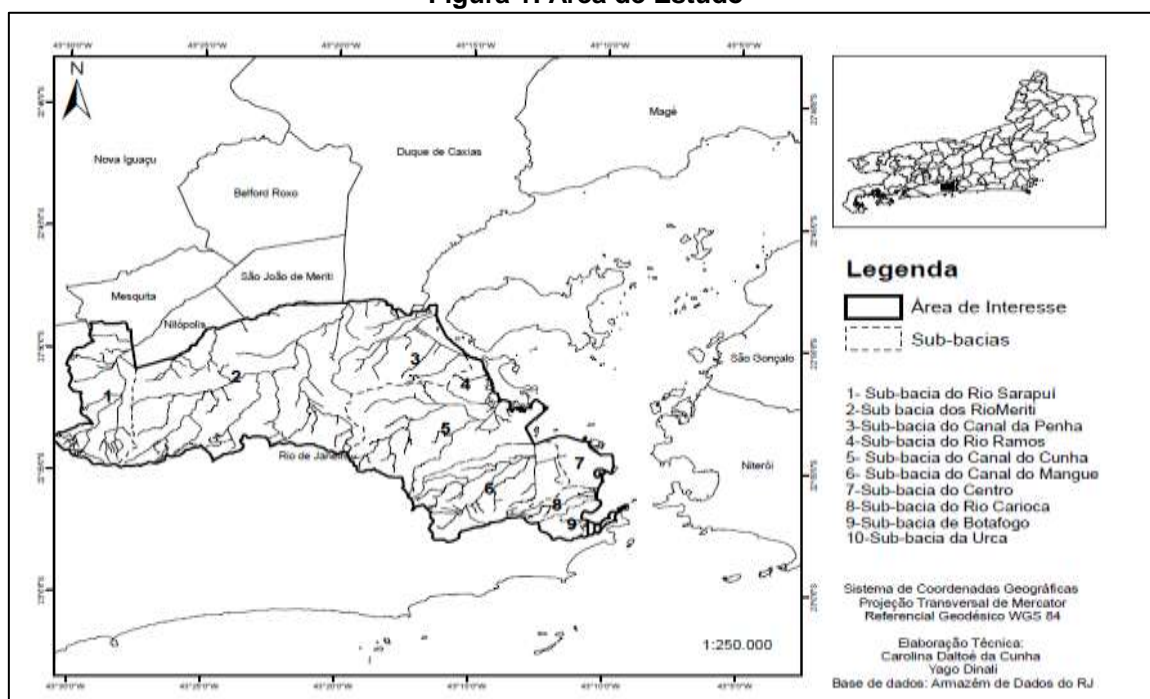 Figura 1: Área de Estudo
N
Nova Iguaçu
Duque de Caxias
Magé
Belford Roxo
São João de Meriti
Mesquita
Nilópolis
São Gonçalo
Niterói
Rio de Janeiro
1
2
3
4
5
6
7
8
9
10
1:250.000
Legenda
Área de Interesse
Sub-bacias
1- Sub-bacia do Rio Sarapuí
2-Sub bacia dos RioMeriti
3-Sub-bacia do Canal da Penha
4-Sub-bacia do Rio Ramos
5- Sub-bacia do Canal do Cunha
6- Sub-bacia do Canal do Mangue
7-Sub-bacia do Centro
8-Sub-bacia do Rio Carioca
9-Sub-bacia de Botafogo
10-Sub-bacia da Urca
Sistema de Coordenadas Geográficas
Projeção Transversal de Mercator
Referencial Geodésico WGS 84
Elaboração Técnica:
Carolina Daltoé da Cunha
Yago Dinali
Base de dados: Armazém de Dados do RJ